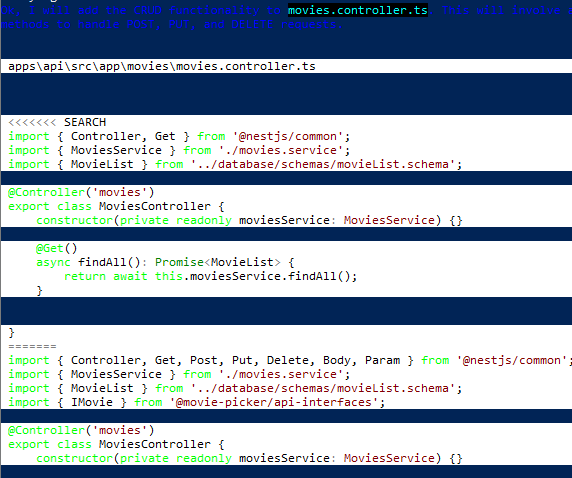 Ok, I will add the CRUD functionality to movies.controller.ts. This will involve
methods to handle POST, PUT, and DELETE requests.
apps\api\src\app\movies\movies.controller.ts
<<<<<<< SEARCH
import { Controller, Get } from '@nestjs/common';
import { MoviesService } from './movies.service';
import { MovieList } from '../database/schemas/movieList.schema';
@Controller('movies')
export class MoviesController {
    constructor(private readonly moviesService: MoviesService) {}
    @Get()
    async findAll(): Promise<MovieList> {
        return await this.moviesService.findAll();
    }
}
=======
import { Controller, Get, Post, Put, Delete, Body, Param } from '@nestjs/common';
import { MoviesService } from './movies.service';
import { MovieList } from '../database/schemas/movieList.schema';
import { IMovie } from '@movie-picker/api-interfaces';
@Controller('movies')
export class MoviesController {
    constructor(private readonly moviesService: MoviesService) {}